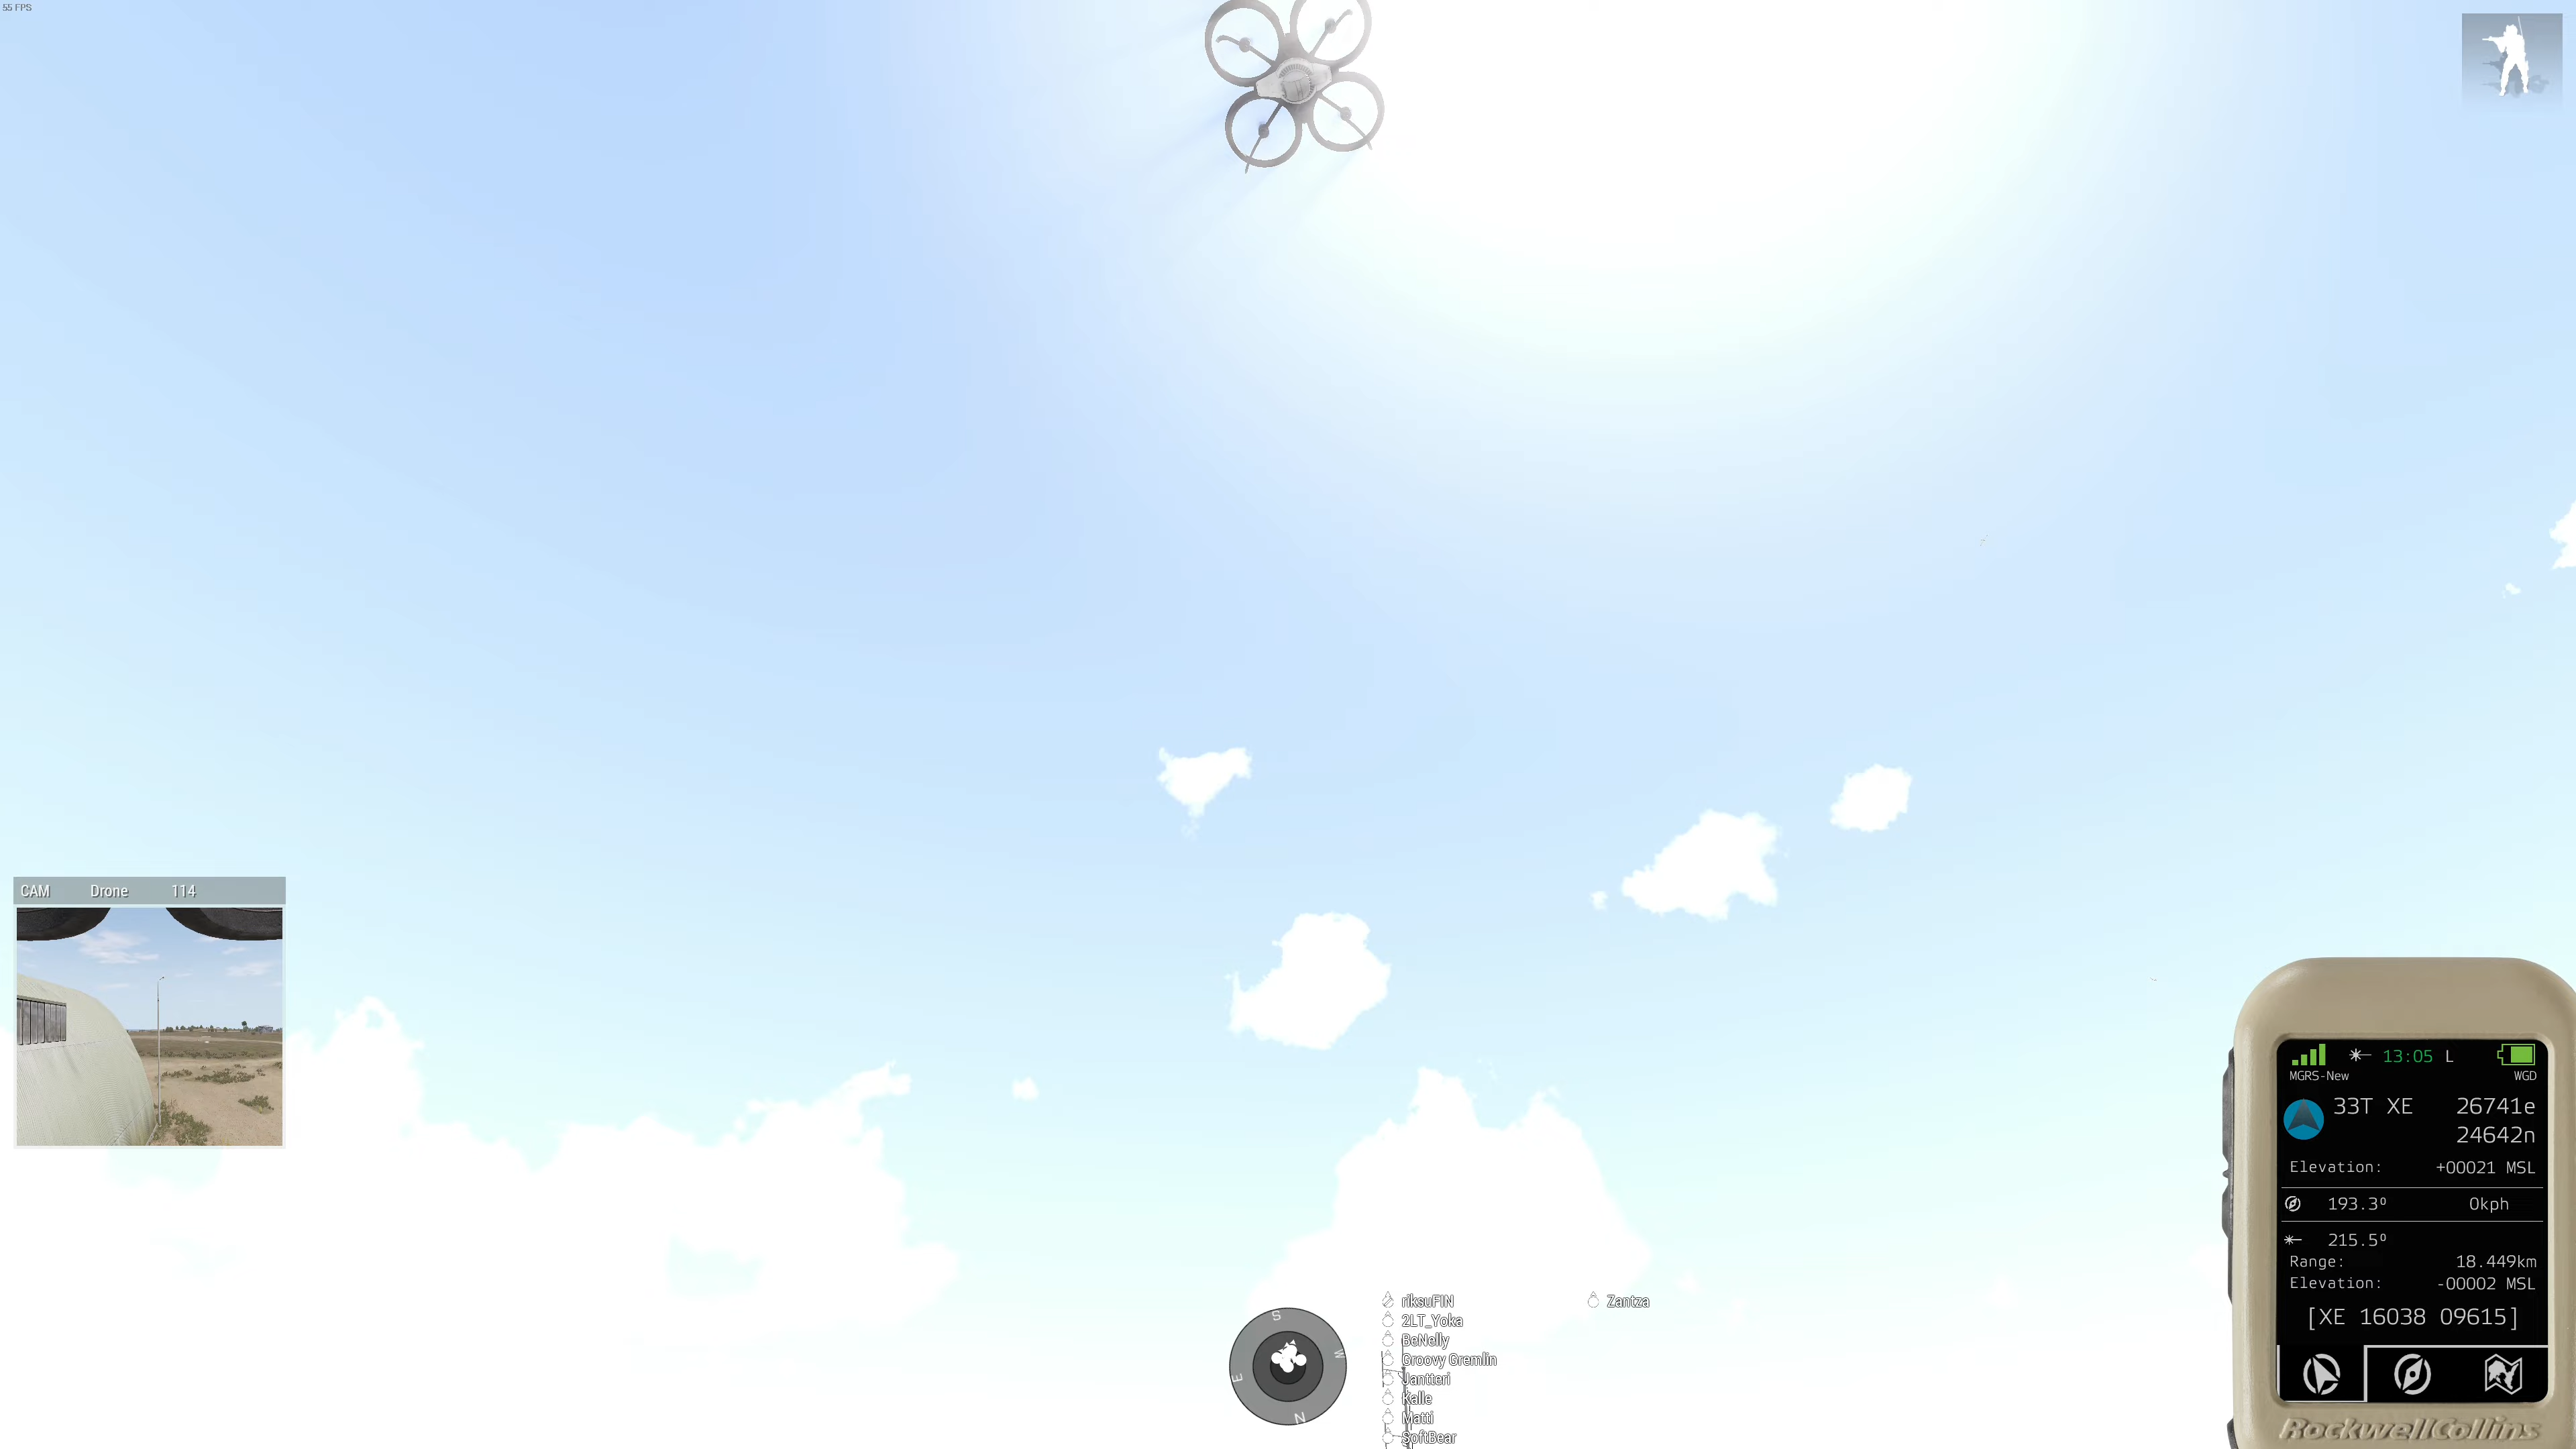 55 FPS
CAM Drone 114
riksuFIN Zantza
2LT_Yoka
BeNelly
Groovy Gremlin
Jantteri
Kalle
Matti
SoftBear
S
W
E
N
13:05 L
MGRS-New WGD
33T XE 26741e
24642n
Elevation: +00021 MSL
193.3º 0kph
215.5º
Range: 18.449km
Elevation: -00002 MSL
[XE 16038 09615]
RockwellCollins